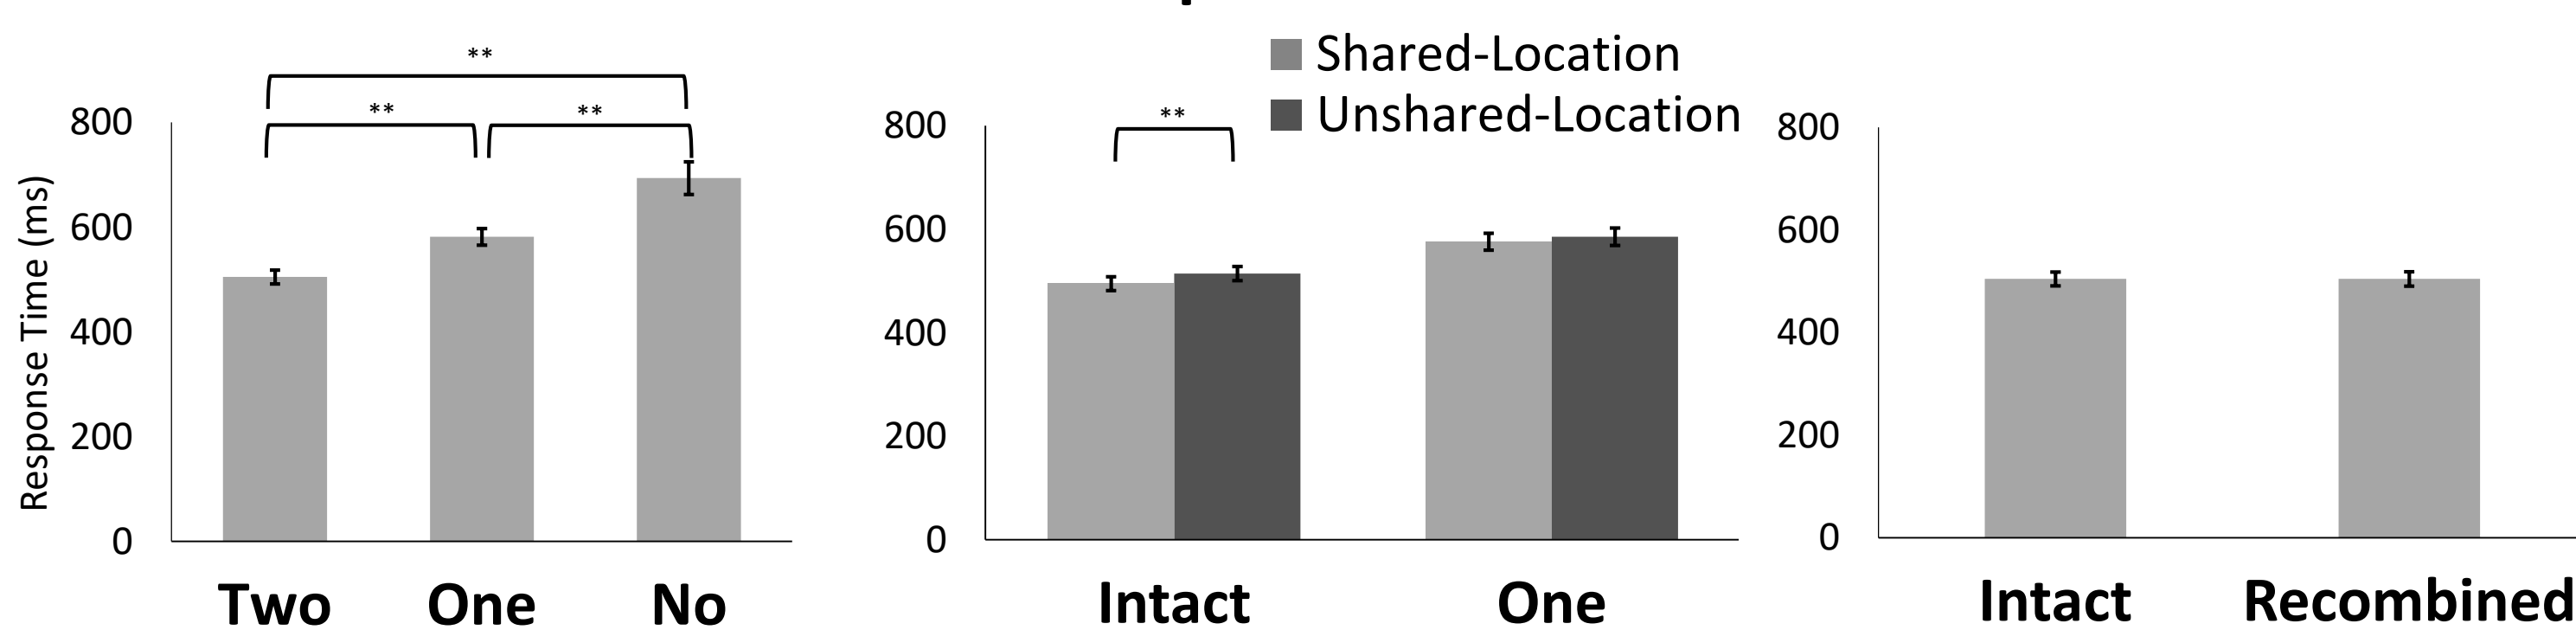 Shared-Location
Unshared-Location
**
**
**
Response Time (ms)
800
600
400
200
0
Two
One
No
**
800
600
400
200
0
Intact
One
800
600
400
200
0
Intact
Recombined